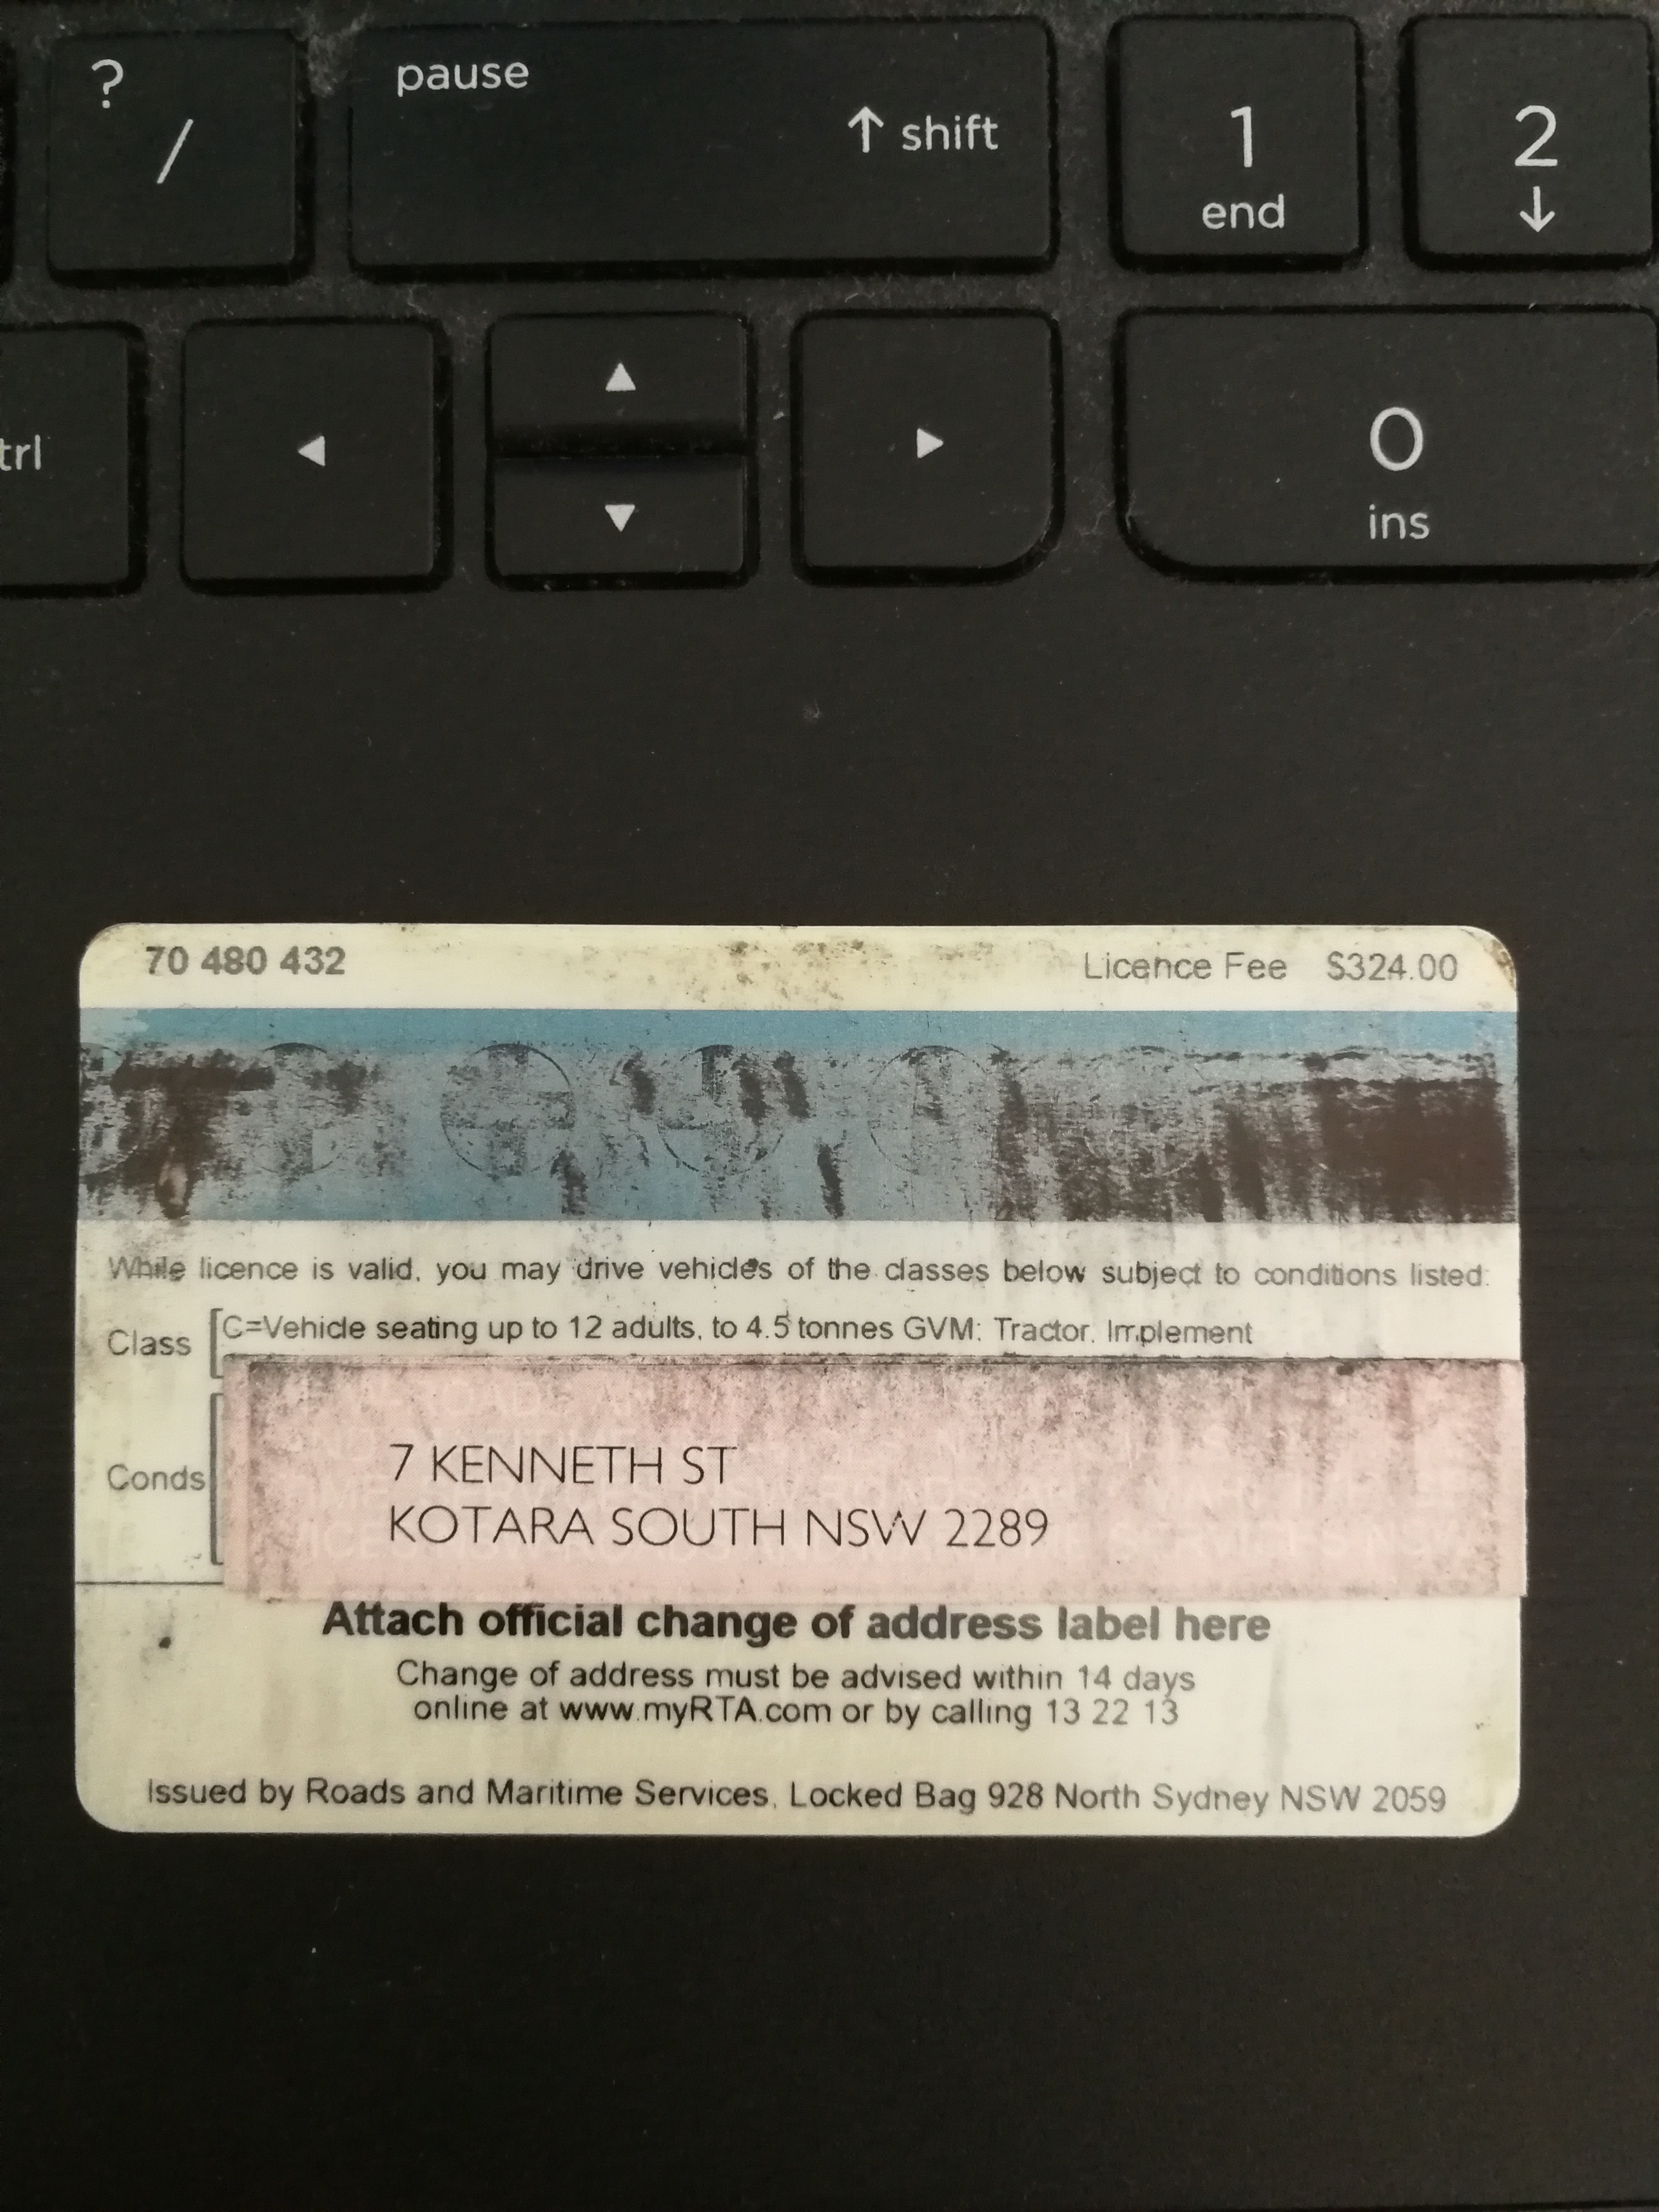 ?
/
pause
↑ shift
1
end
2
↓
trl
◀
▲
▼
▶
0
ins
70 480 432
Licence Fee $324.00
While licence is valid, you may drive vehicles of the classes below subject to conditions listed.
Class
C=Vehicle seating up to 12 adults, to 4.5 tonnes GVM: Tractor. Implement
Conds
7 KENNETH ST
KOTARA SOUTH NSW 2289
Attach official change of address label here
Change of address must be advised within 14 days
online at www.myRTA.com or by calling 13 22 13
Issued by Roads and Maritime Services, Locked Bag 928 North Sydney NSW 2059